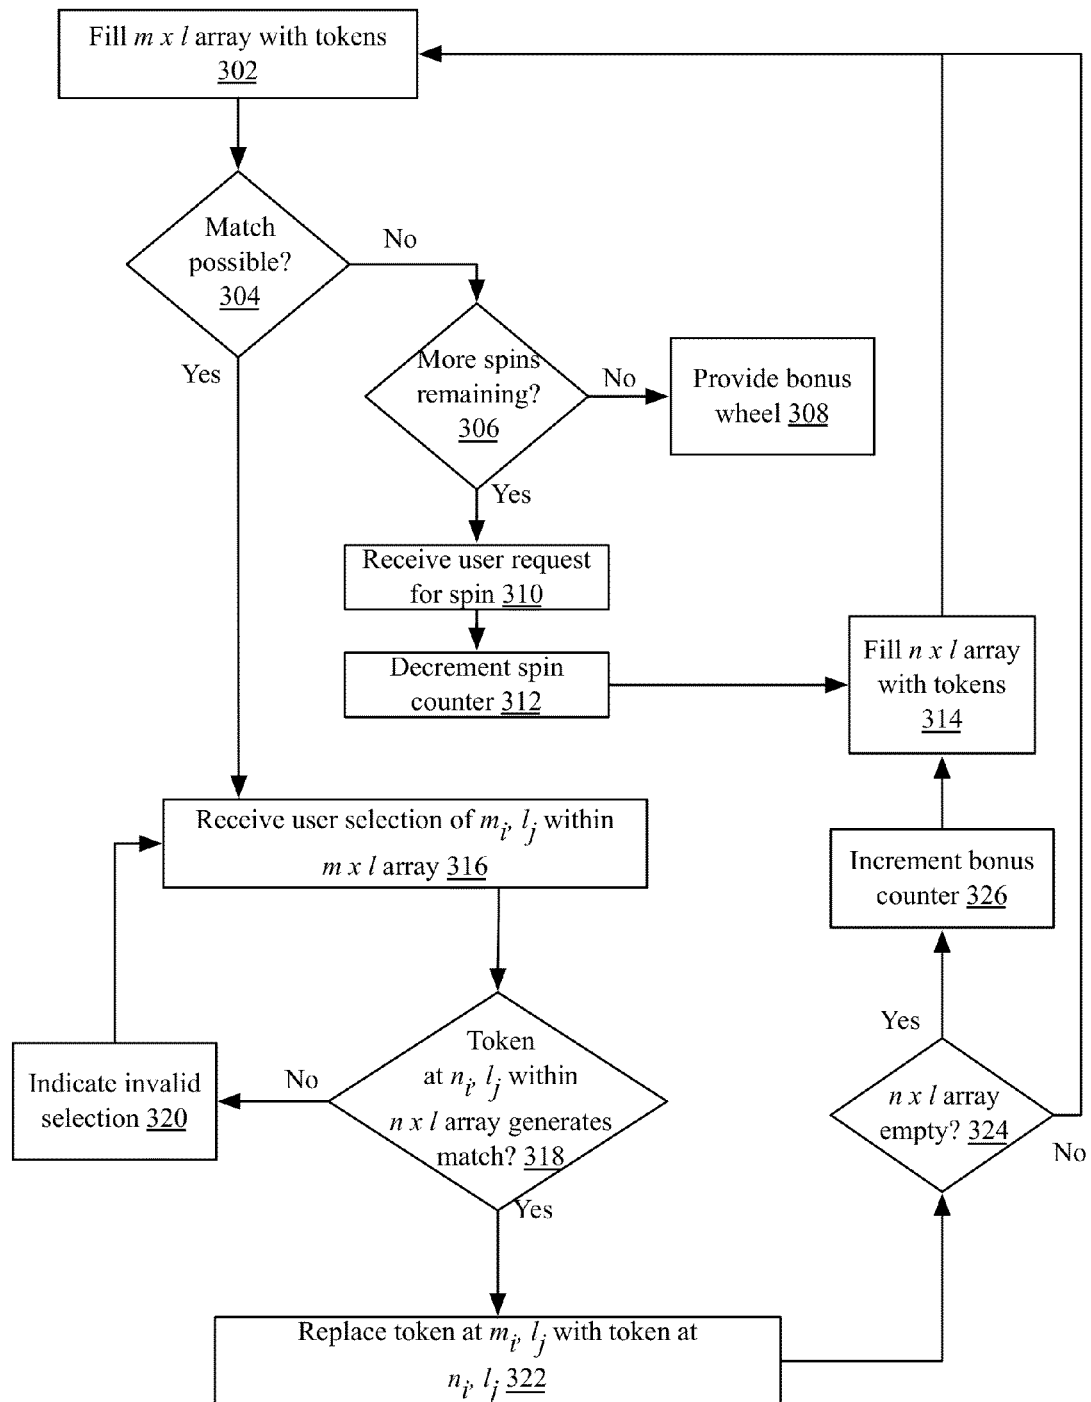 Fill m x l array with tokens
302
Match
possible?
304
No
Yes
More spins
remaining?
306
No
Provide bonus
wheel 308
Yes
Receive user request
for spin 310
Decrement spin
counter 312
Fill n x l array
with tokens
314
Receive user selection of mi, lj within
m x l array 316
Increment bonus
counter 326
Token
at ni, lj within
n x l array generates
match? 318
No
Indicate invalid
selection 320
Yes
Yes
n x l array
empty? 324
No
Replace token at mi, lj with token at
ni, lj 322